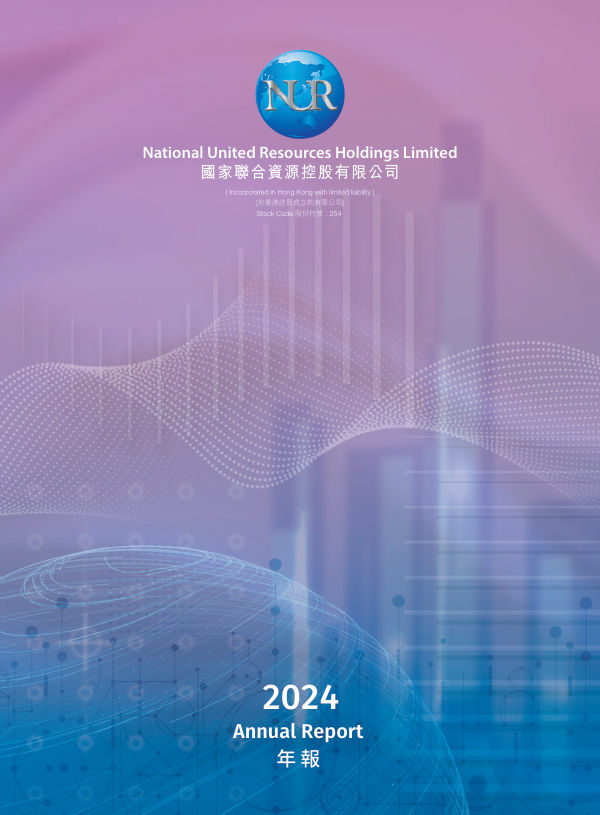 NUR
National United Resources Holdings Limited
國家聯合資源控股有限公司
( Incorporated in Hong Kong with limited liability )
(於香港註冊成立的有限公司)
Stock Code 股份代號 : 254
2024
Annual Report
年報